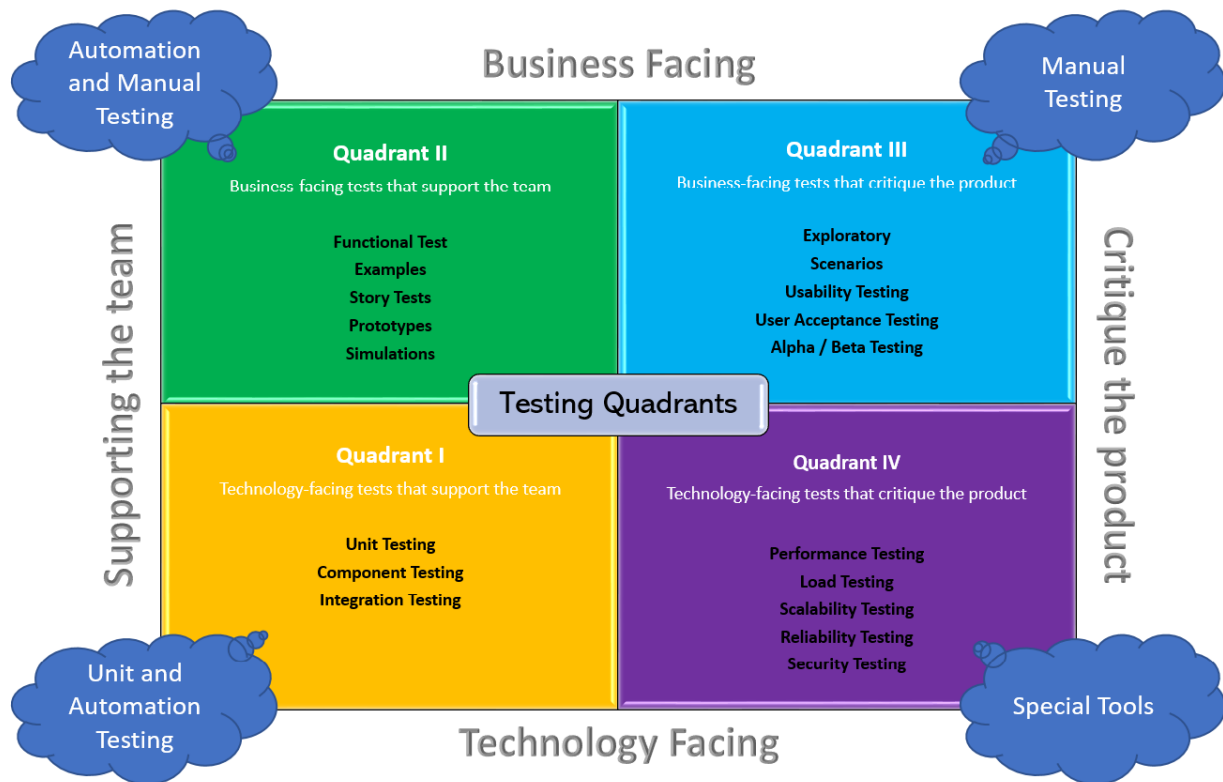 Automation
and Manual
Testing
Business Facing
Manual
Testing
Supporting the team
Quadrant II
Business-facing tests that support the team
Functional Test
Examples
Story Tests
Prototypes
Simulations
Quadrant III
Business-facing tests that critique the product
Exploratory
Scenarios
Usability Testing
User Acceptance Testing
Alpha / Beta Testing
Critique the product
Testing Quadrants
Quadrant I
Technology-facing tests that support the team
Unit Testing
Component Testing
Integration Testing
Quadrant IV
Technology-facing tests that critique the product
Performance Testing
Load Testing
Scalability Testing
Reliability Testing
Security Testing
Unit and
Automation
Testing
Technology Facing
Special Tools